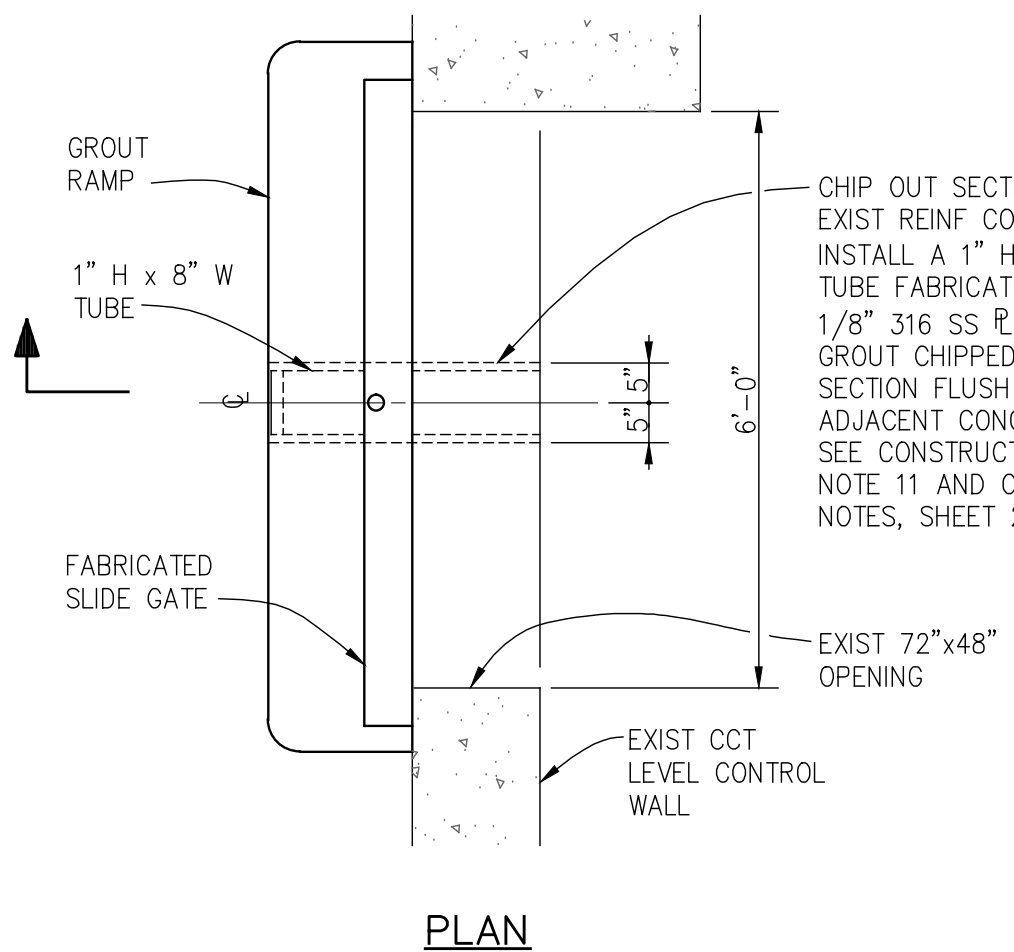 GROUT
RAMP
1" H x 8" W
TUBE
℄
FABRICATED
SLIDE GATE
CHIP OUT SECT
EXIST REINF CO
INSTALL A 1" H
TUBE FABRICAT
1/8" 316 SS ⅊
GROUT CHIPPED
SECTION FLUSH
ADJACENT CONC
SEE CONSTRUCT
NOTE 11 AND
NOTES, SHEET
5"
5"
6'-0"
EXIST 72"x48"
OPENING
EXIST CCT
LEVEL CONTROL
WALL
PLAN